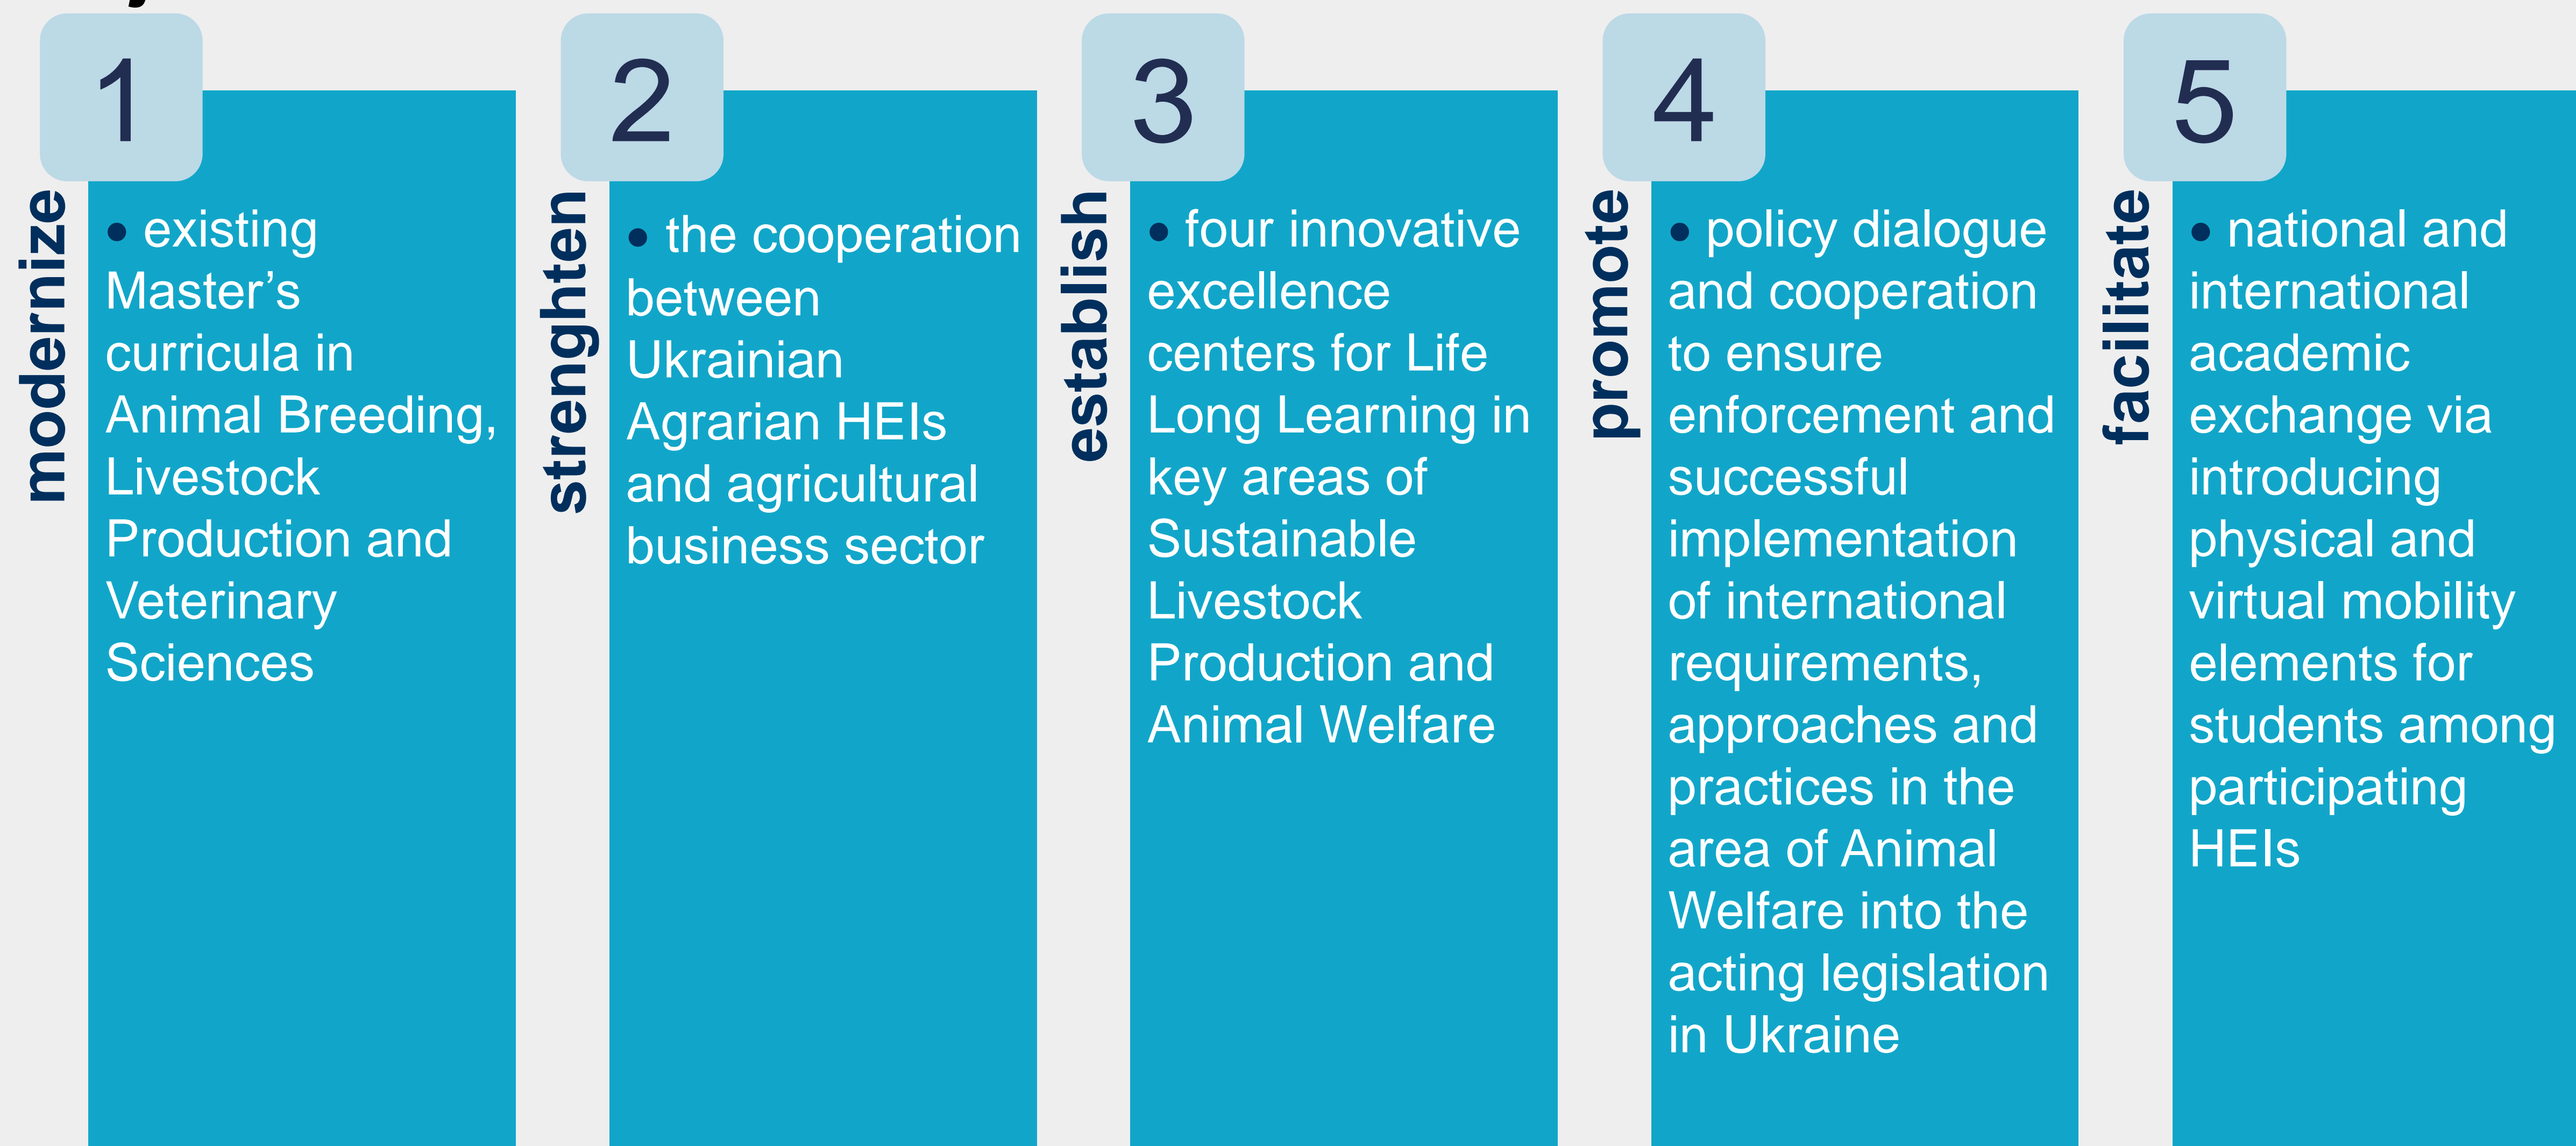 1
modernize
• existing
Master’s
curricula in
Animal Breeding,
Livestock
Production and
Veterinary
Sciences
2
strenghten
• the cooperation
between
Ukrainian
Agrarian HEIs
and agricultural
business sector
3
establish
• four innovative
excellence
centers for Life
Long Learning in
key areas of
Sustainable
Livestock
Production and
Animal Welfare
4
promote
• policy dialogue
and cooperation
to ensure
enforcement and
successful
implementation
of international
requirements,
approaches and
practices in the
area of Animal
Welfare into the
acting legislation
in Ukraine
5
facilitate
• national and
international
academic
exchange via
introducing
physical and
virtual mobility
elements for
students among
participating
HEIs